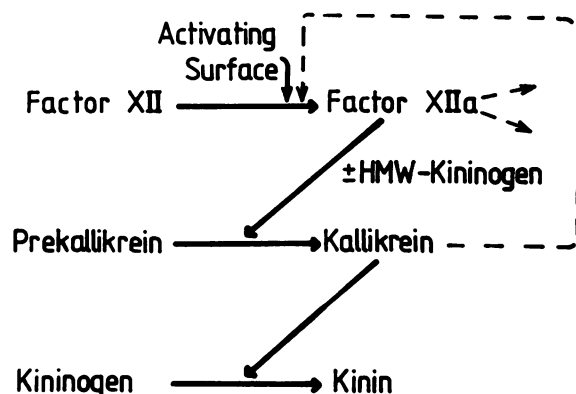 Activating
Surface
Factor XII
Factor XIIa
±HMW-Kininogen
Prekallikrein
Kallikrein
Kininogen
Kinin